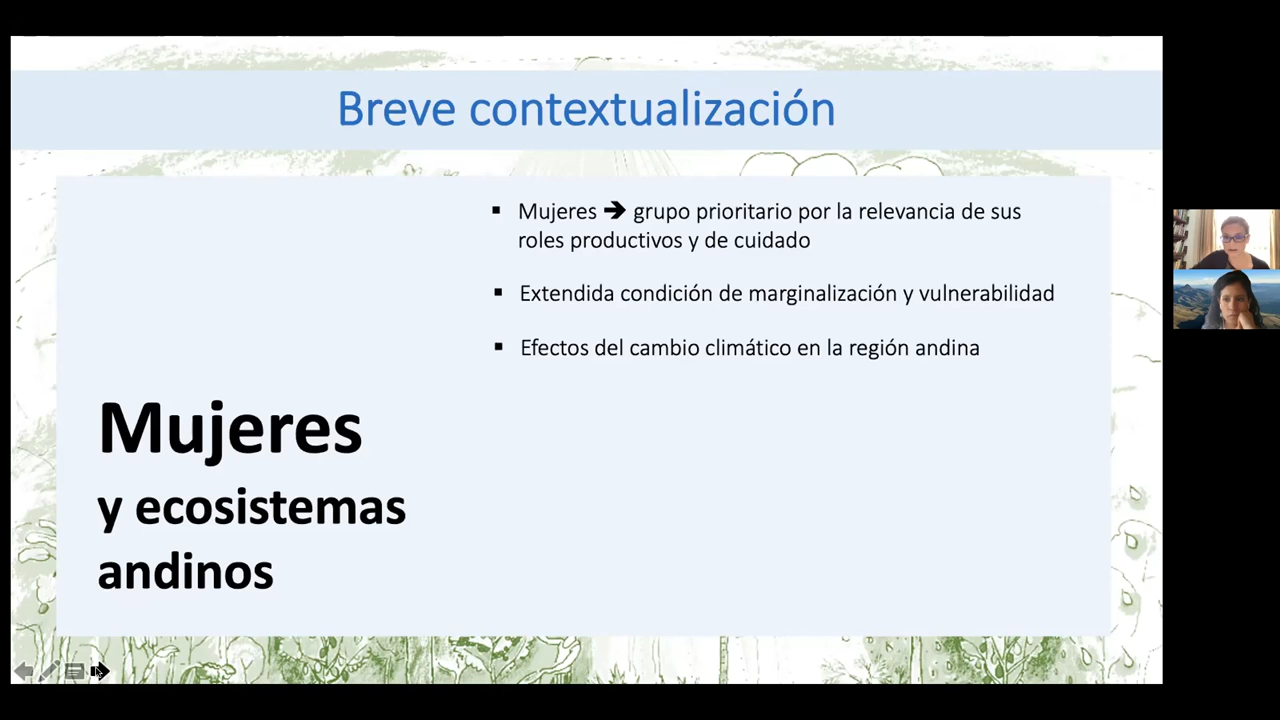 Breve contextualización
▪ Mujeres ➔ grupo prioritario por la relevancia de sus
roles productivos y de cuidado
▪ Extendida condición de marginalización y vulnerabilidad
▪ Efectos del cambio climático en la región andina
Mujeres
y ecosistemas
andinos